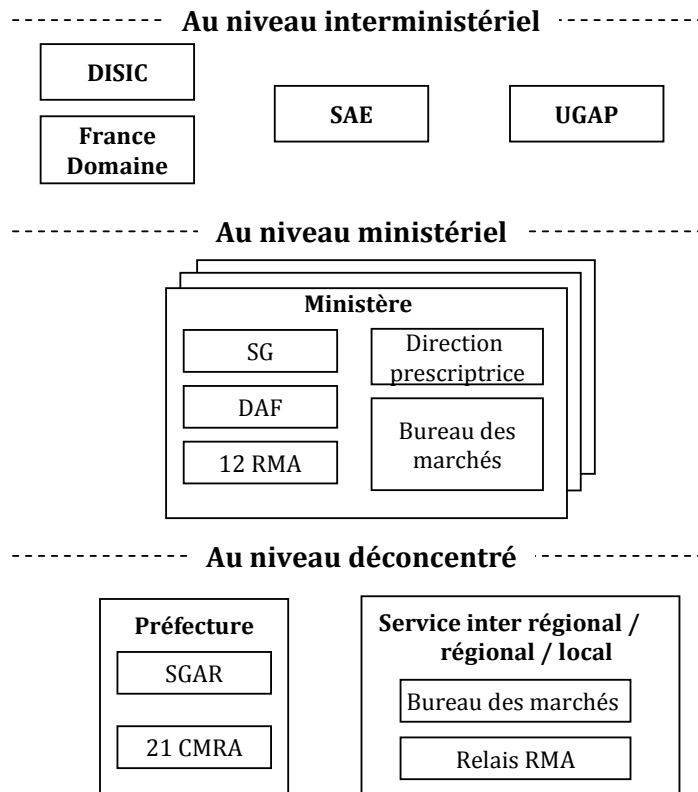 Au niveau interministériel
DISIC
France
Domaine
SAE
UGAP
Au niveau ministériel
Ministère
SG
DAF
12 RMA
Direction
prescriptrice
Bureau des
marchés
Au niveau déconcentré
Préfecture
SGAR
21 CMRA
Service inter régional /
régional / local
Bureau des marchés
Relais RMA